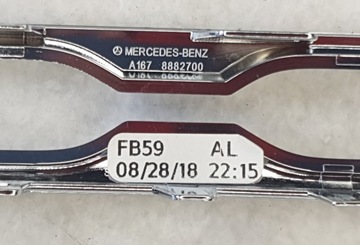 MERCEDES-BENZ
A167 8882700
FB59 AL
08/28/18 22:15